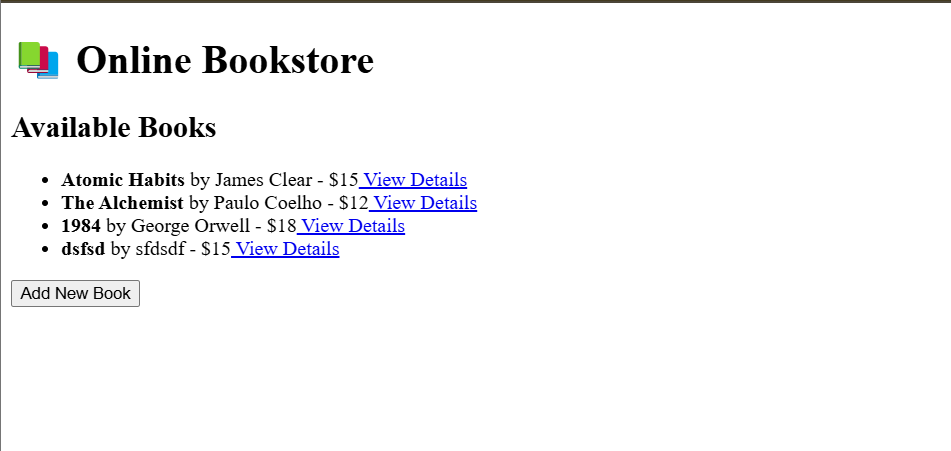 Online Bookstore
Available Books
Atomic Habits by James Clear - $15 View Details
The Alchemist by Paulo Coelho - $12 View Details
1984 by George Orwell - $18 View Details
dsfsd by sfdsdf - $15 View Details
Add New Book